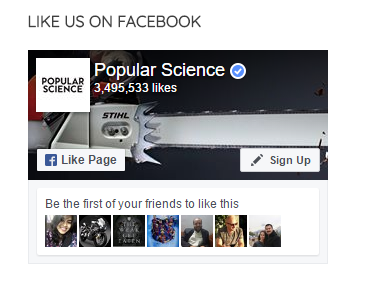 LIKE US ON FACEBOOK
POPULAR
SCIENCE
Popular Science
3,495,533 likes
STIHL
Like Page
Sign Up
Be the first of your friends to like this